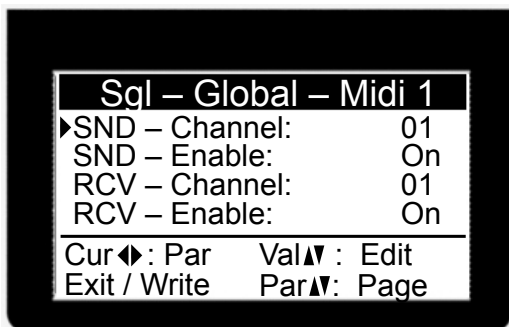 Sgl – Global – Midi 1
SND – Channel: 01
SND – Enable: On
RCV – Channel: 01
RCV – Enable: On
Cur◀▶: Par Val▲▼ : Edit
Exit / Write Par▲▼: Page